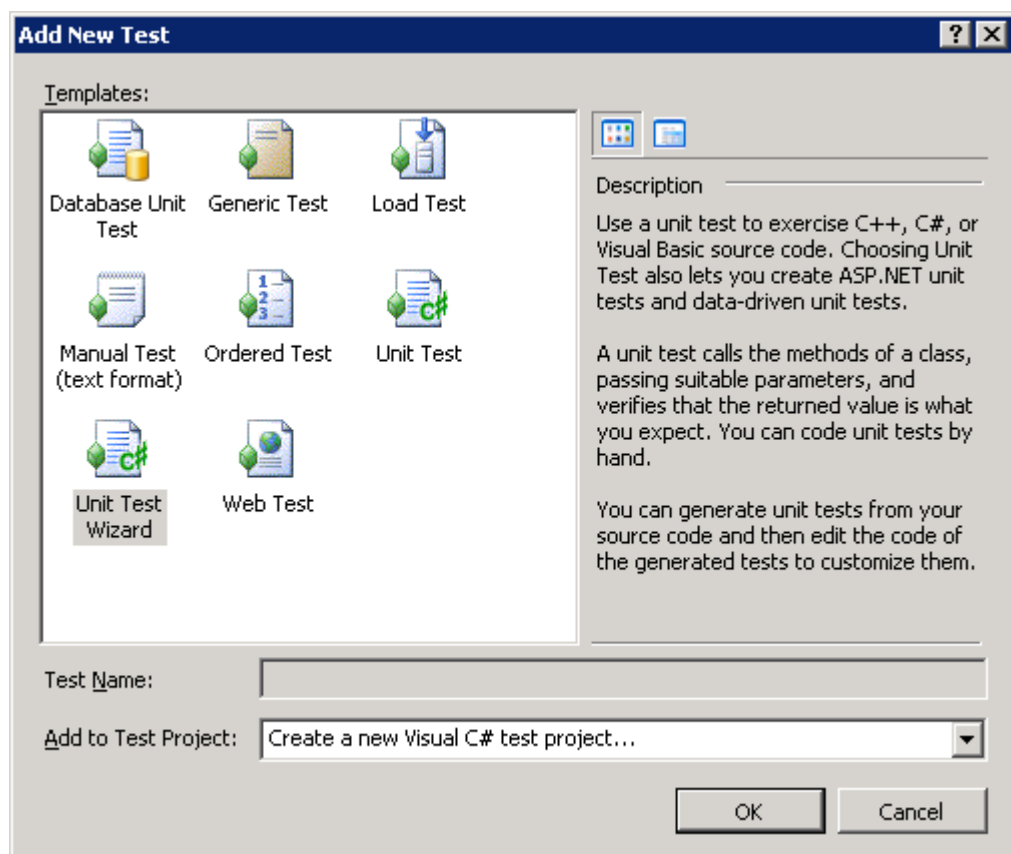 Add New Test
Templates:
Database Unit Test
Generic Test
Load Test
Manual Test (text format)
Ordered Test
Unit Test
Unit Test Wizard
Web Test
Description
Use a unit test to exercise C++, C#, or
Visual Basic source code. Choosing Unit
Test also lets you create ASP.NET unit
tests and data-driven unit tests.
A unit test calls the methods of a class,
passing suitable parameters, and
verifies that the returned value is what
you expect. You can code unit tests by
hand.
You can generate unit tests from your
source code and then edit the code of
the generated tests to customize them.
Test Name:
Add to Test Project:
Create a new Visual C# test project...
OK
Cancel